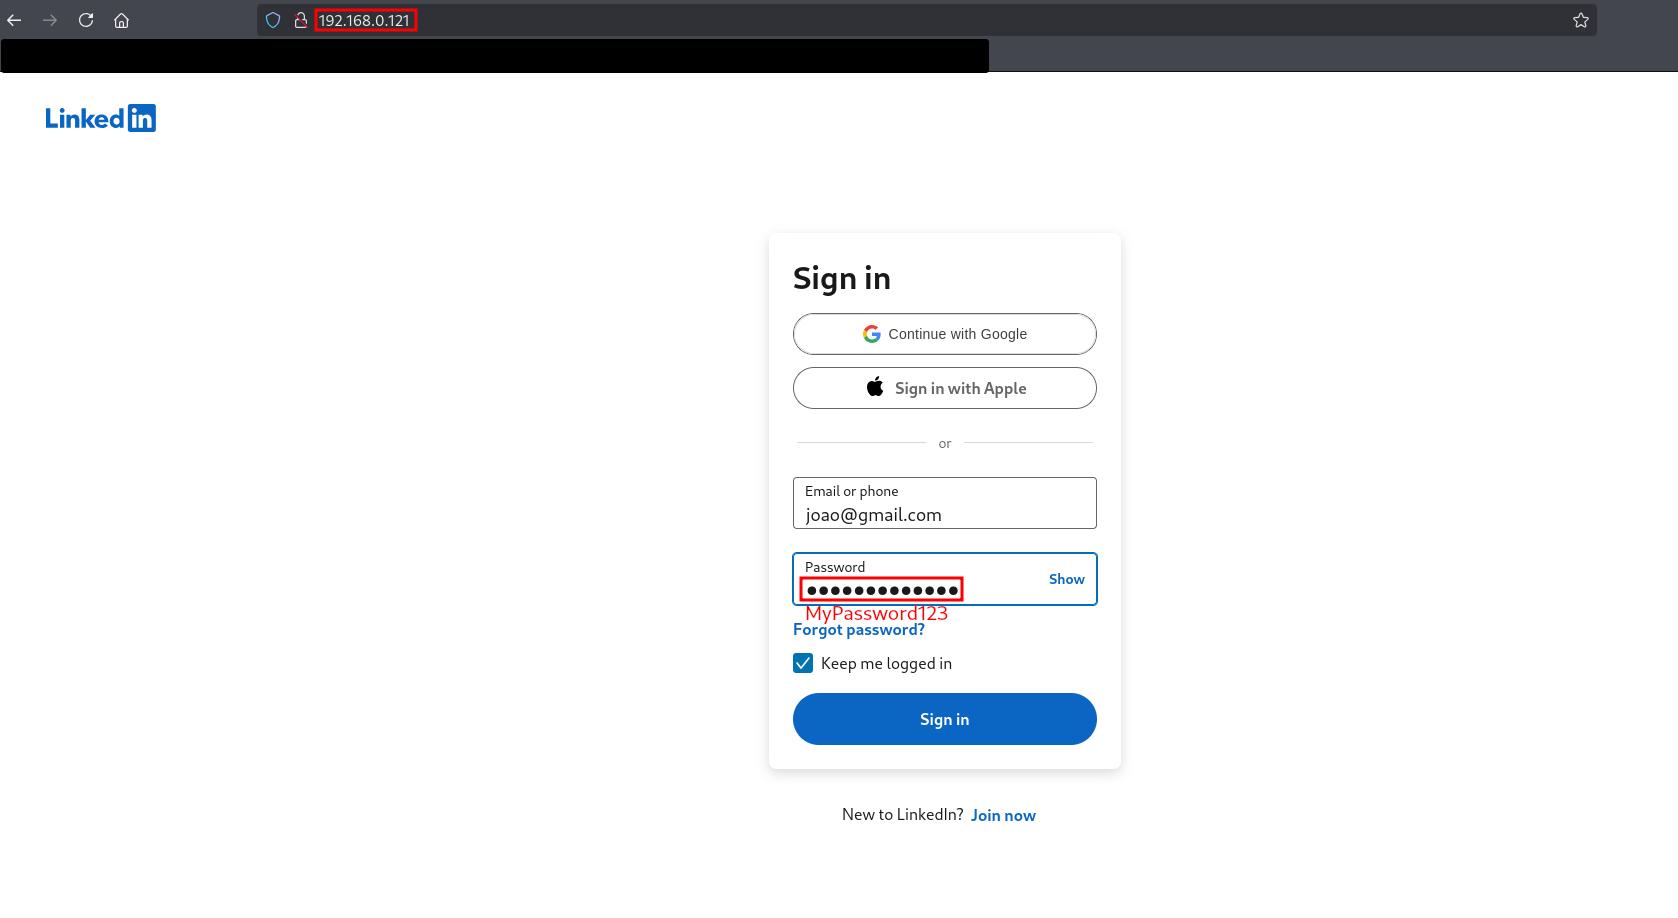 192.168.0.121
Linked in
Sign in
Continue with Google
Sign in with Apple
or
Email or phone
joao@gmail.com
Password
●●●●●●●●●●●●●
Show
MyPassword123
Forgot password?
Keep me logged in
Sign in
New to LinkedIn? Join now